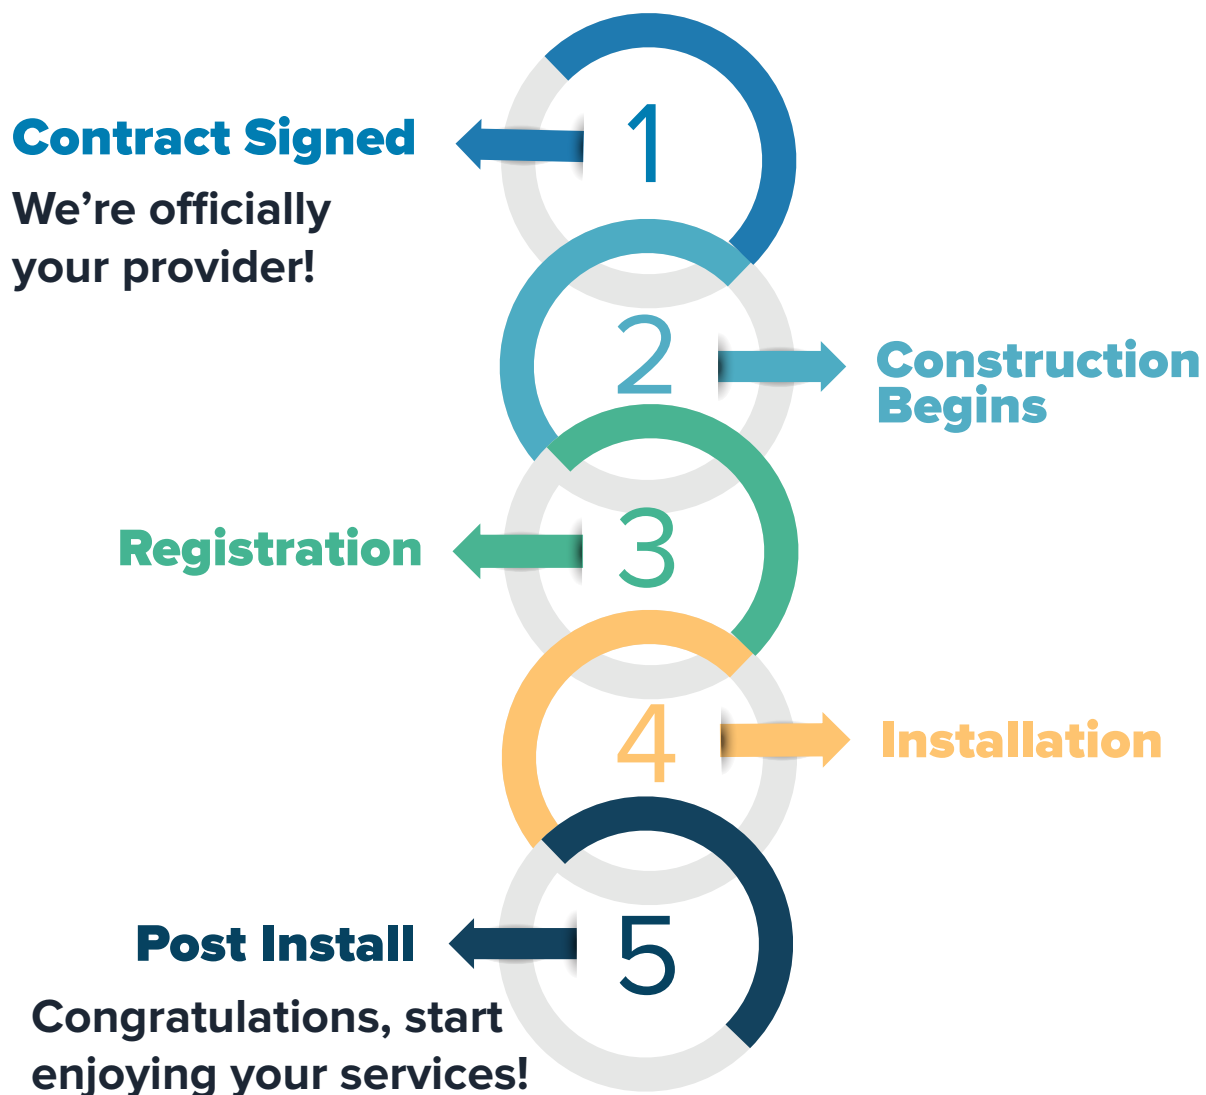 1
Contract Signed
We’re officially
your provider!
2
Construction
Begins
3
Registration
4
Installation
5
Post Install
Congratulations, start
enjoying your services!